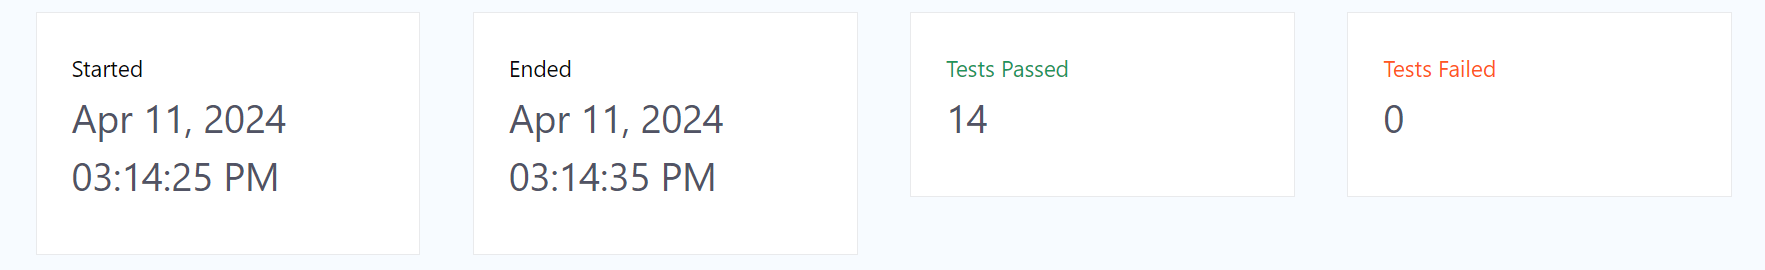 Started
Apr 11, 2024
03:14:25 PM
Ended
Apr 11, 2024
03:14:35 PM
Tests Passed
14
Tests Failed
0